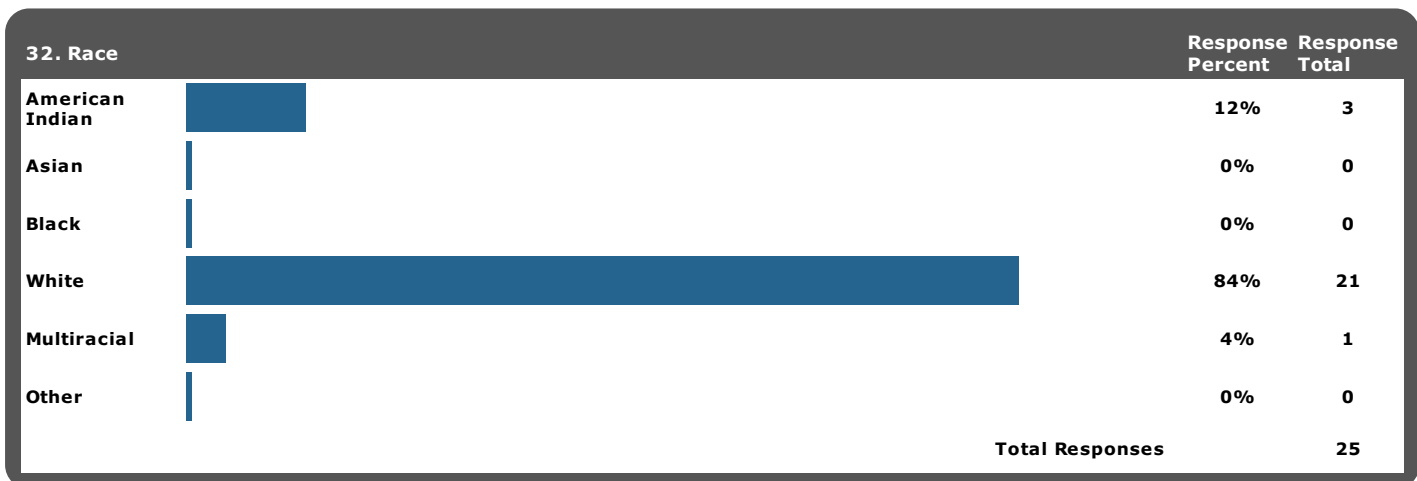 32. Race Response Response
Percent Total
American
Indian 12% 3
Asian 0% 0
Black 0% 0
White 84% 21
Multiracial 4% 1
Other 0% 0
Total Responses 25